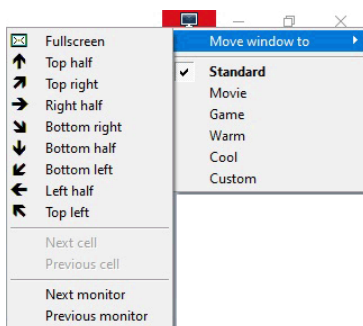 Move window to
Standard
Movie
Game
Warm
Cool
Custom
Fullscreen
Top half
Top right
Right half
Bottom right
Bottom half
Bottom left
Left half
Top left
Next cell
Previous cell
Next monitor
Previous monitor